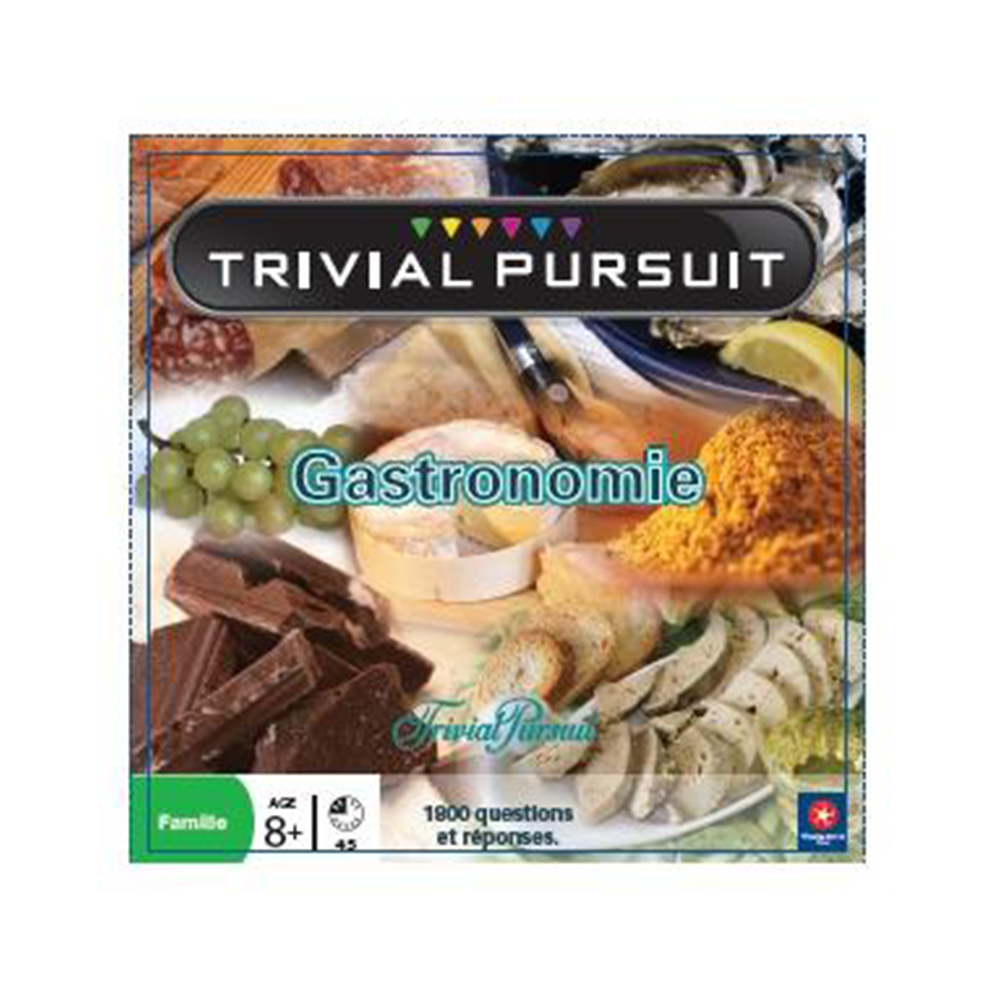 TRIVIAL PURSUIT
Gastronomie
Trivial Pursuit
Famille
AGE
8+
45
1800 questions
et réponses.